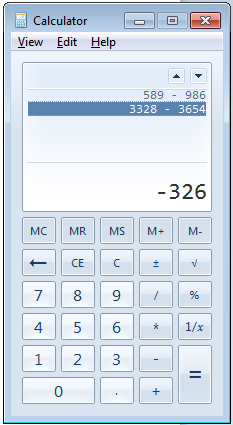 Calculator
View Edit Help
589 - 986
3328 - 3654
-326
MC MR MS M+ M-
← CE C ± √
7 8 9 / %
4 5 6 * 1/x
1 2 3 - =
0 . +